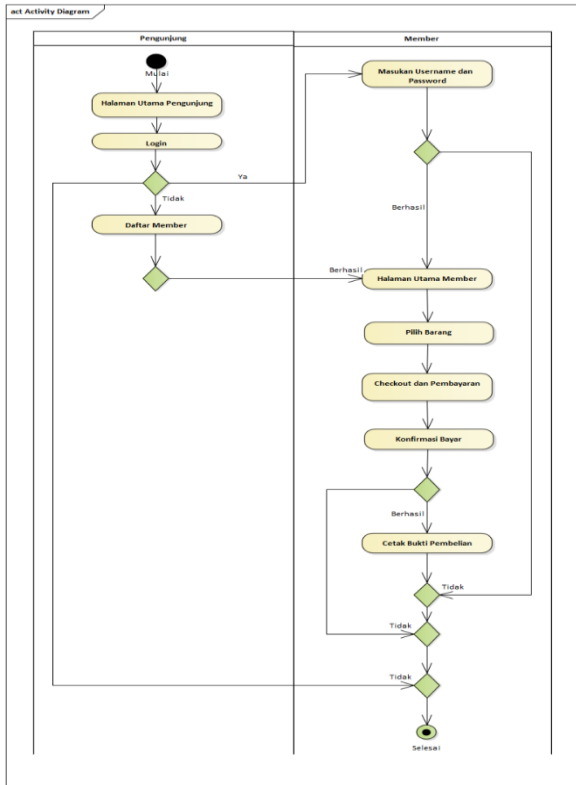 act Activity Diagram
Pengunjung
Member
Mulai
Masukan Username dan
Password
Halaman Utama Pengunjung
Login
Ya
Tidak
Daftar Member
Berhasil
Berhasil
Halaman Utama Member
Pilih Barang
Checkout dan Pembayaran
Konfirmasi Bayar
Berhasil
Cetak Bukti Pembelian
Tidak
Tidak
Tidak
Selesai